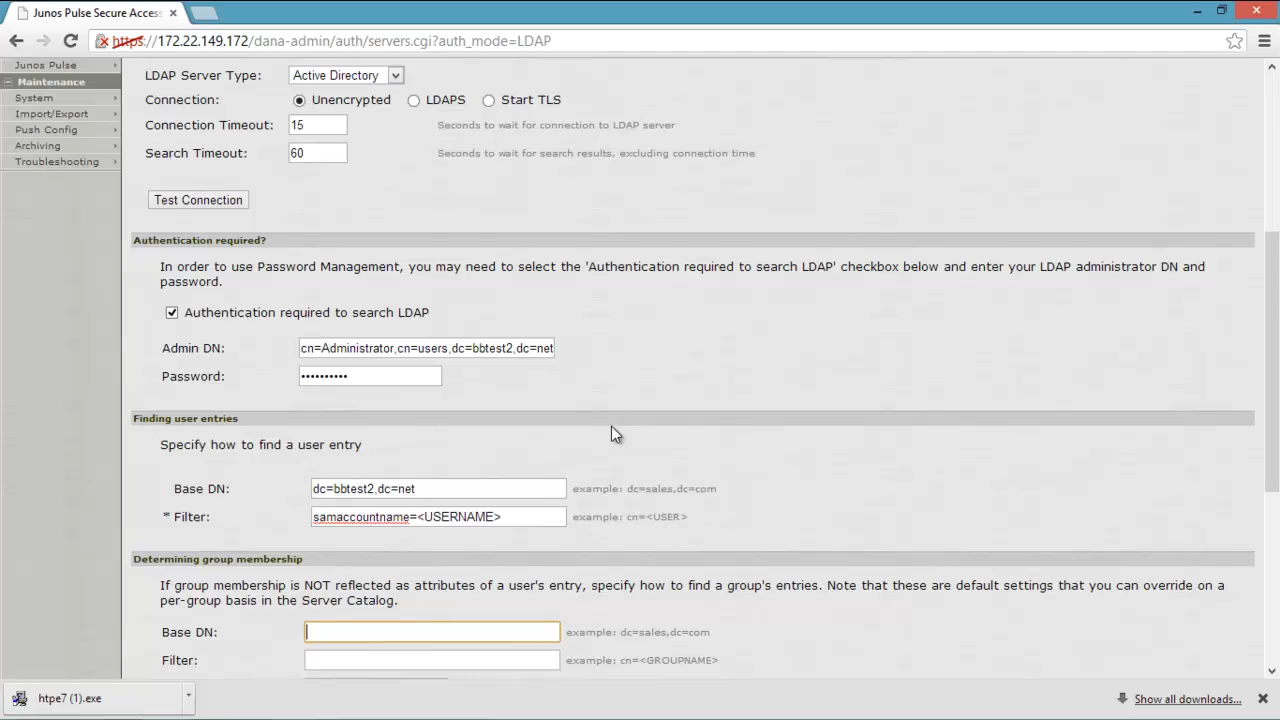 Junos Pulse Secure Access
https://172.22.149.172/dana-admin/auth/servers.cgi?auth_mode=LDAP
Junos Pulse
Maintenance
System
Import/Export
Push Config
Archiving
Troubleshooting
LDAP Server Type: Active Directory
Connection: Unencrypted LDAPS Start TLS
Connection Timeout: 15 Seconds to wait for connection to LDAP server
Search Timeout: 60 Seconds to wait for search results, excluding connection time
Test Connection
Authentication required?
In order to use Password Management, you may need to select the 'Authentication required to search LDAP' checkbox below and enter your LDAP administrator DN and
password.
Authentication required to search LDAP
Admin DN: cn=Administrator,cn=users,dc=bbtest2,dc=net
Password: ••••••••••
Finding user entries
Specify how to find a user entry
Base DN: dc=bbtest2,dc=net example: dc=sales,dc=com
* Filter: samaccountname=<USERNAME> example: cn=<USER>
Determining group membership
If group membership is NOT reflected as attributes of a user's entry, specify how to find a group's entries. Note that these are default settings that you can override on a
per-group basis in the Server Catalog.
Base DN: example: dc=sales,dc=com
Filter: example: cn=<GROUPNAME>
htpe7 (1).exe
Show all downloads...